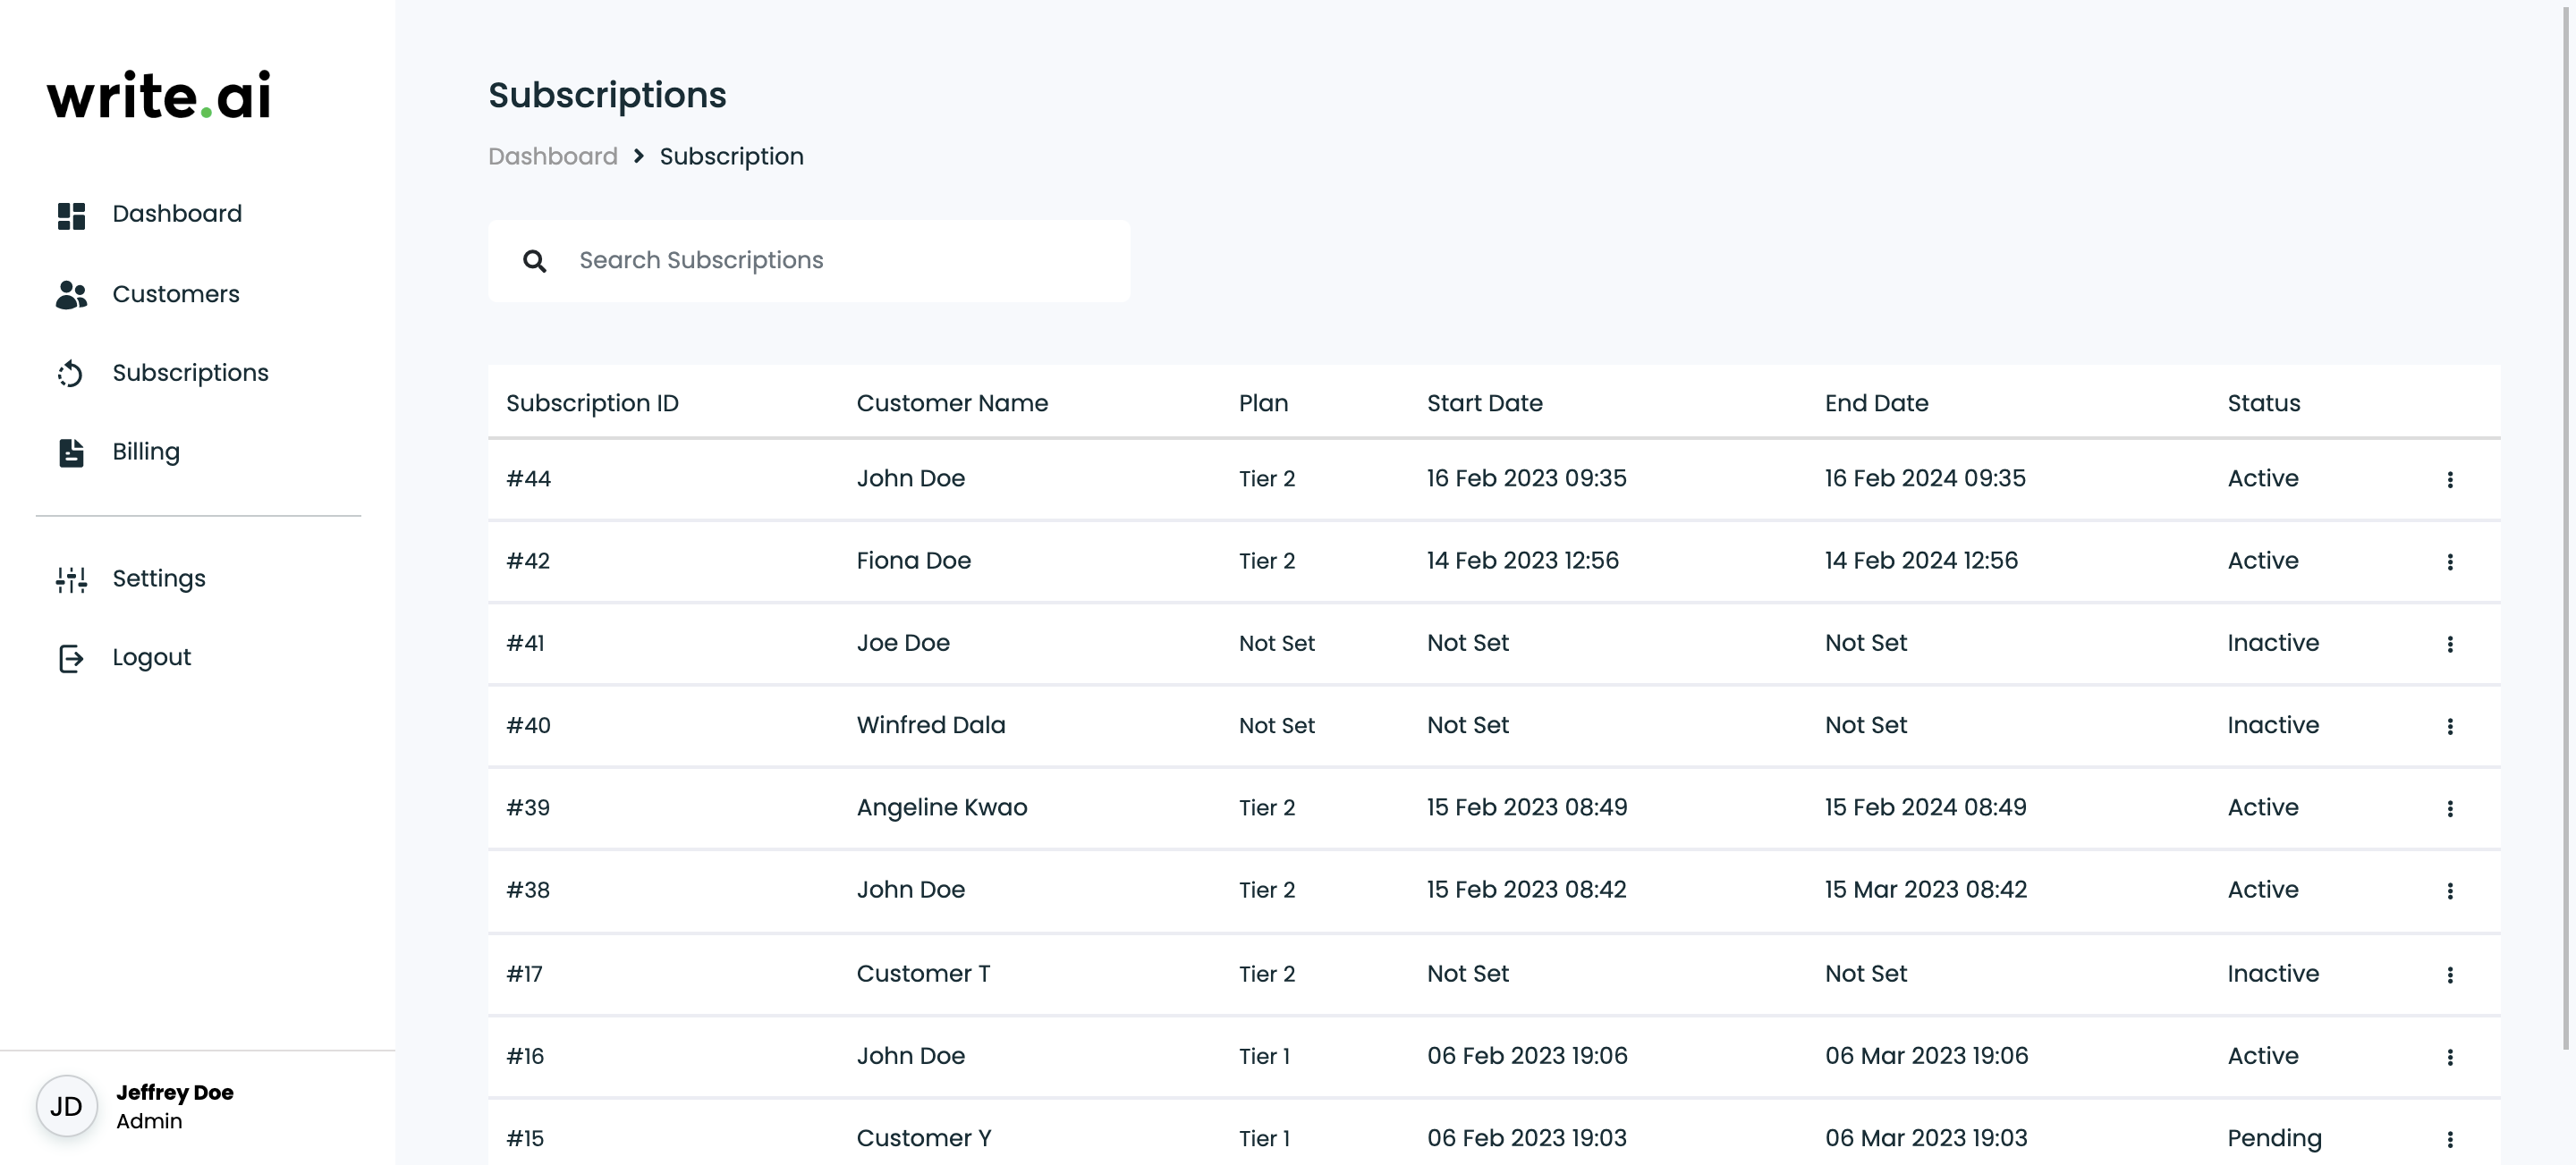 write.ai
Dashboard
Customers
Subscriptions
Billing
Settings
Logout
JD
Jeffrey Doe
Admin
Subscriptions
Dashboard > Subscription
Search Subscriptions
Subscription ID Customer Name Plan Start Date End Date Status
#44 John Doe Tier 2 16 Feb 2023 09:35 16 Feb 2024 09:35 Active
#42 Fiona Doe Tier 2 14 Feb 2023 12:56 14 Feb 2024 12:56 Active
#41 Joe Doe Not Set Not Set Not Set Inactive
#40 Winfred Dala Not Set Not Set Not Set Inactive
#39 Angeline Kwao Tier 2 15 Feb 2023 08:49 15 Feb 2024 08:49 Active
#38 John Doe Tier 2 15 Feb 2023 08:42 15 Mar 2023 08:42 Active
#17 Customer T Tier 2 Not Set Not Set Inactive
#16 John Doe Tier 1 06 Feb 2023 19:06 06 Mar 2023 19:06 Active
#15 Customer Y Tier 1 06 Feb 2023 19:03 06 Mar 2023 19:03 Pending